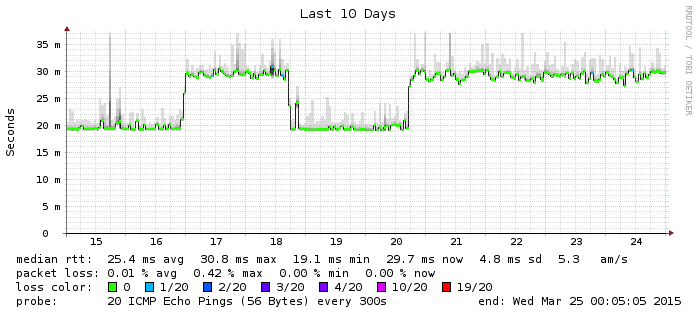 Last 10 Days
RRDTOOL / TOBI OETIKER
Seconds
35 m
30 m
25 m
20 m
15 m
10 m
5 m
0
15 16 17 18 19 20 21 22 23 24
median rtt: 25.4 ms avg 30.8 ms max 19.1 ms min 29.7 ms now 4.8 ms sd 5.3 am/s
packet loss: 0.01 % avg 0.42 % max 0.00 % min 0.00 % now
loss color: 0 1/20 2/20 3/20 4/20 10/20 19/20
probe: 20 ICMP Echo Pings (56 Bytes) every 300s end: Wed Mar 25 00:05:05 2015